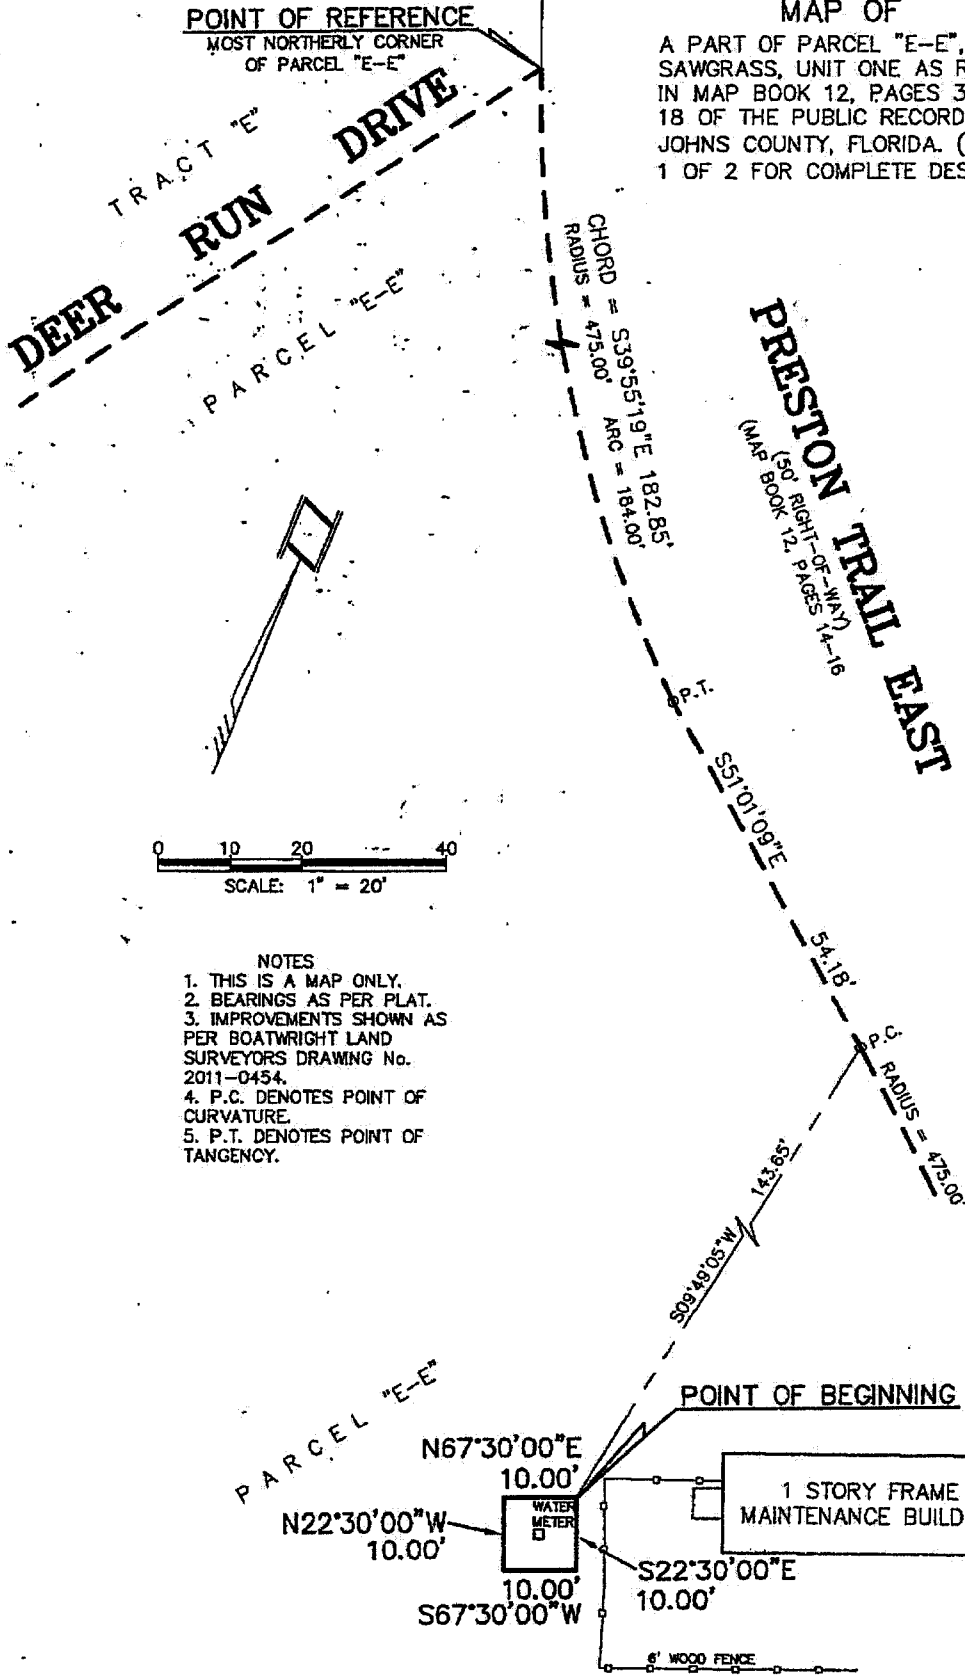 POINT OF REFERENCE
MOST NORTHERLY CORNER
OF PARCEL "E-E"
MAP OF
A PART OF PARCEL "E-E",
SAWGRASS, UNIT ONE AS R
IN MAP BOOK 12, PAGES 3
18 OF THE PUBLIC RECORD
JOHNS COUNTY, FLORIDA. (
1 OF 2 FOR COMPLETE DES
TRACT "E"
DEER RUN DRIVE
PARCEL "E-E"
CHORD = S39°55'19"E 182.85'
RADIUS = 475.00' ARC = 184.00'
PRESTON TRAIL EAST
(50' RIGHT-OF-WAY)
(MAP BOOK 12, PAGES 14-16
P.T.
S51°01'09"E
54.18'
0 10 20 40
SCALE: 1" = 20'
NOTES
1. THIS IS A MAP ONLY.
2. BEARINGS AS PER PLAT.
3. IMPROVEMENTS SHOWN AS
PER BOATWRIGHT LAND
SURVEYORS DRAWING No.
2011-0454.
4. P.C. DENOTES POINT OF
CURVATURE.
5. P.T. DENOTES POINT OF
TANGENCY.
P.C.
RADIUS = 475.00'
143.65'
S09°49'05"W
PARCEL "E-E"
POINT OF BEGINNING
N67°30'00"E
10.00'
WATER
METER
N22°30'00"W
10.00'
1 STORY FRAME
MAINTENANCE BUILD
S22°30'00"E
10.00'
10.00'
S67°30'00"W
6' WOOD FENCE